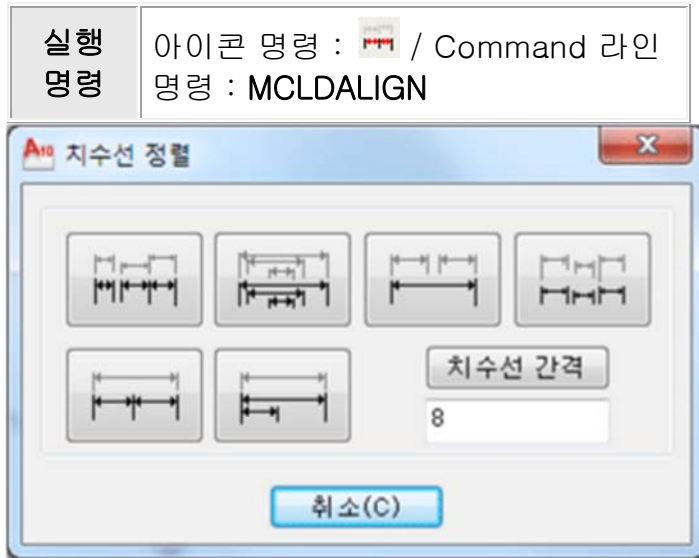 실행
명령
아이콘 명령 : / Command 라인
명령 : MCLDALIGN
A10 치수선 정렬
치수선 간격
8
취소(C)